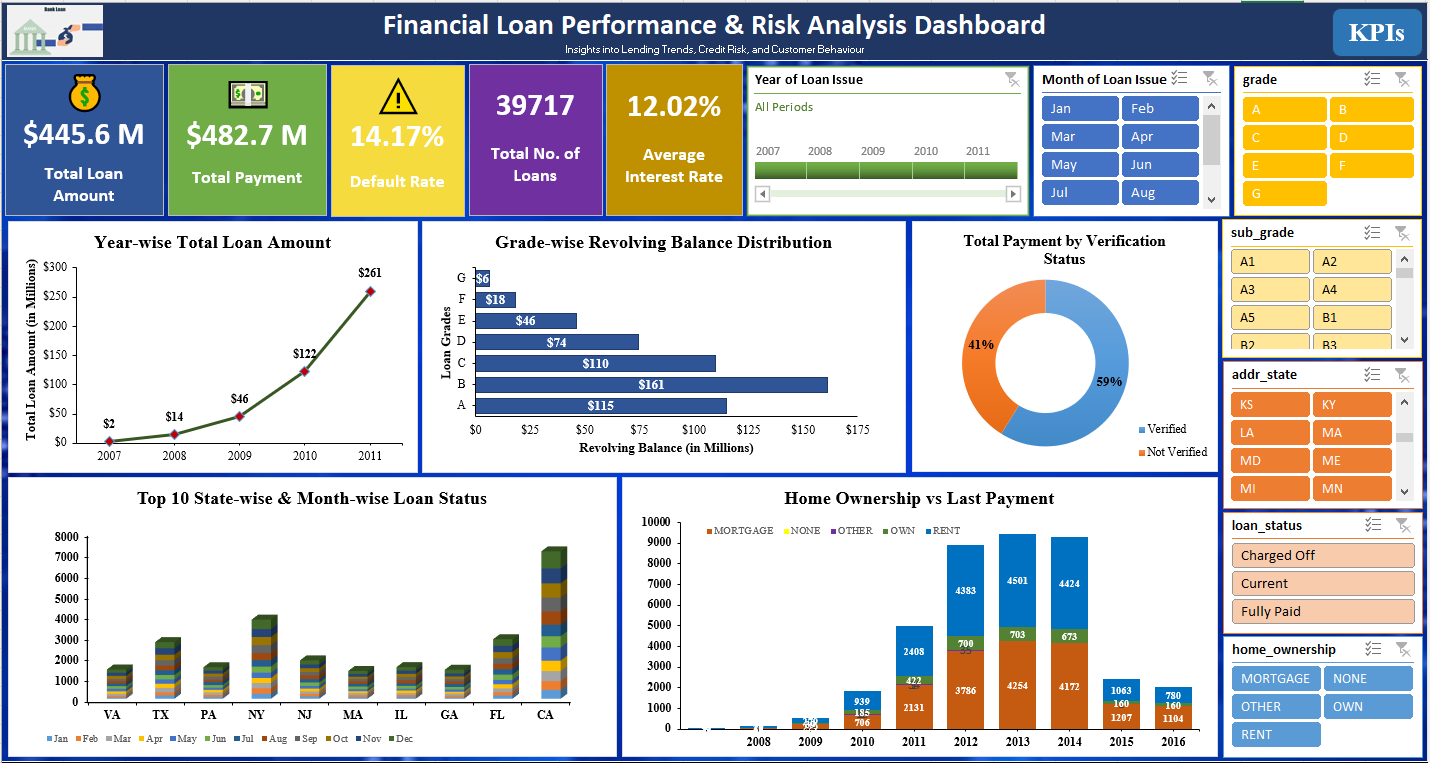 Bank Loan
Financial Loan Performance & Risk Analysis Dashboard
Insights into Lending Trends, Credit Risk, and Customer Behaviour
KPIs
$445.6 M
Total Loan
Amount
$482.7 M
Total Payment
14.17%
Default Rate
39717
Total No. of
Loans
12.02%
Average
Interest Rate
Year of Loan Issue
All Periods
2007 2008 2009 2010 2011
Month of Loan Issue
Jan Feb
Mar Apr
May Jun
Jul Aug
grade
A B
C D
E F
G
Year-wise Total Loan Amount
Total Loan Amount (in Millions)
$300
$250
$200
$150
$100
$50
$0
$2
$14
$46
$122
$261
2007 2008 2009 2010 2011
Grade-wise Revolving Balance Distribution
Loan Grades
G $6
F $18
E $46
D $74
C $110
B $161
A $115
$0 $25 $50 $75 $100 $125 $150 $175
Revolving Balance (in Millions)
Total Payment by Verification
Status
41%
59%
Verified
Not Verified
sub_grade
A1 A2
A3 A4
A5 B1
B2 B3
addr_state
KS KY
LA MA
MD ME
MI MN
loan_status
Charged Off
Current
Fully Paid
home_ownership
MORTGAGE NONE
OTHER OWN
RENT
Top 10 State-wise & Month-wise Loan Status
8000
7000
6000
5000
4000
3000
2000
1000
0
VA TX PA NY NJ MA IL GA FL CA
Jan Feb Mar Apr May Jun Jul Aug Sep Oct Nov Dec
Home Ownership vs Last Payment
MORTGAGE NONE OTHER OWN RENT
10000
9000
8000
7000
6000
5000
4000
3000
2000
1000
0
939
185
706
2408
422
2131
4383
700
3786
4501
703
4254
4424
673
4172
1063
160
1207
780
160
1104
2008 2009 2010 2011 2012 2013 2014 2015 2016